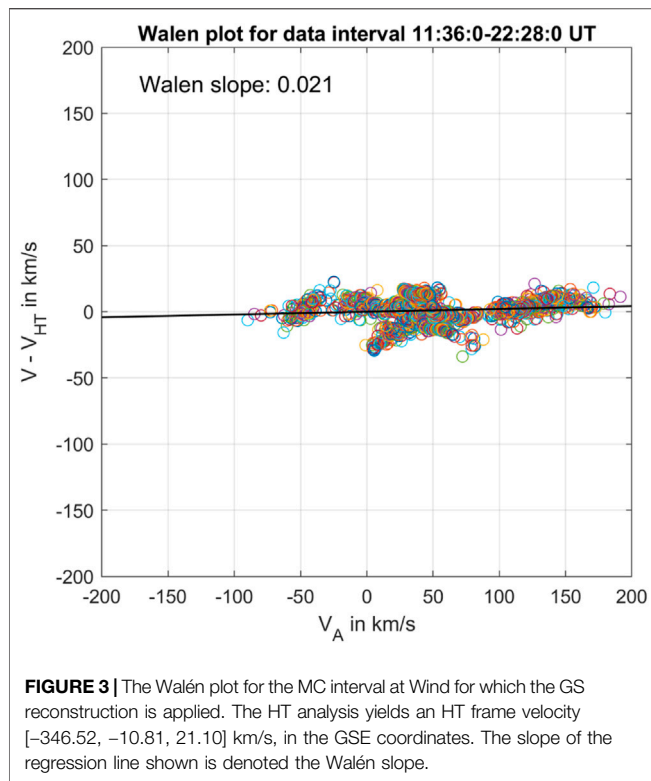 Walen plot for data interval 11:36:0-22:28:0 UT
Walen slope: 0.021
200
150
100
50
0
-50
-100
-150
-200
V - V_HT in km/s
-200 -150 -100 -50 0 50 100 150 200
V_A in km/s
FIGURE 3 | The Walén plot for the MC interval at Wind for which the GS
reconstruction is applied. The HT analysis yields an HT frame velocity
[−346.52, −10.81, 21.10] km/s, in the GSE coordinates. The slope of the
regression line shown is denoted the Walén slope.